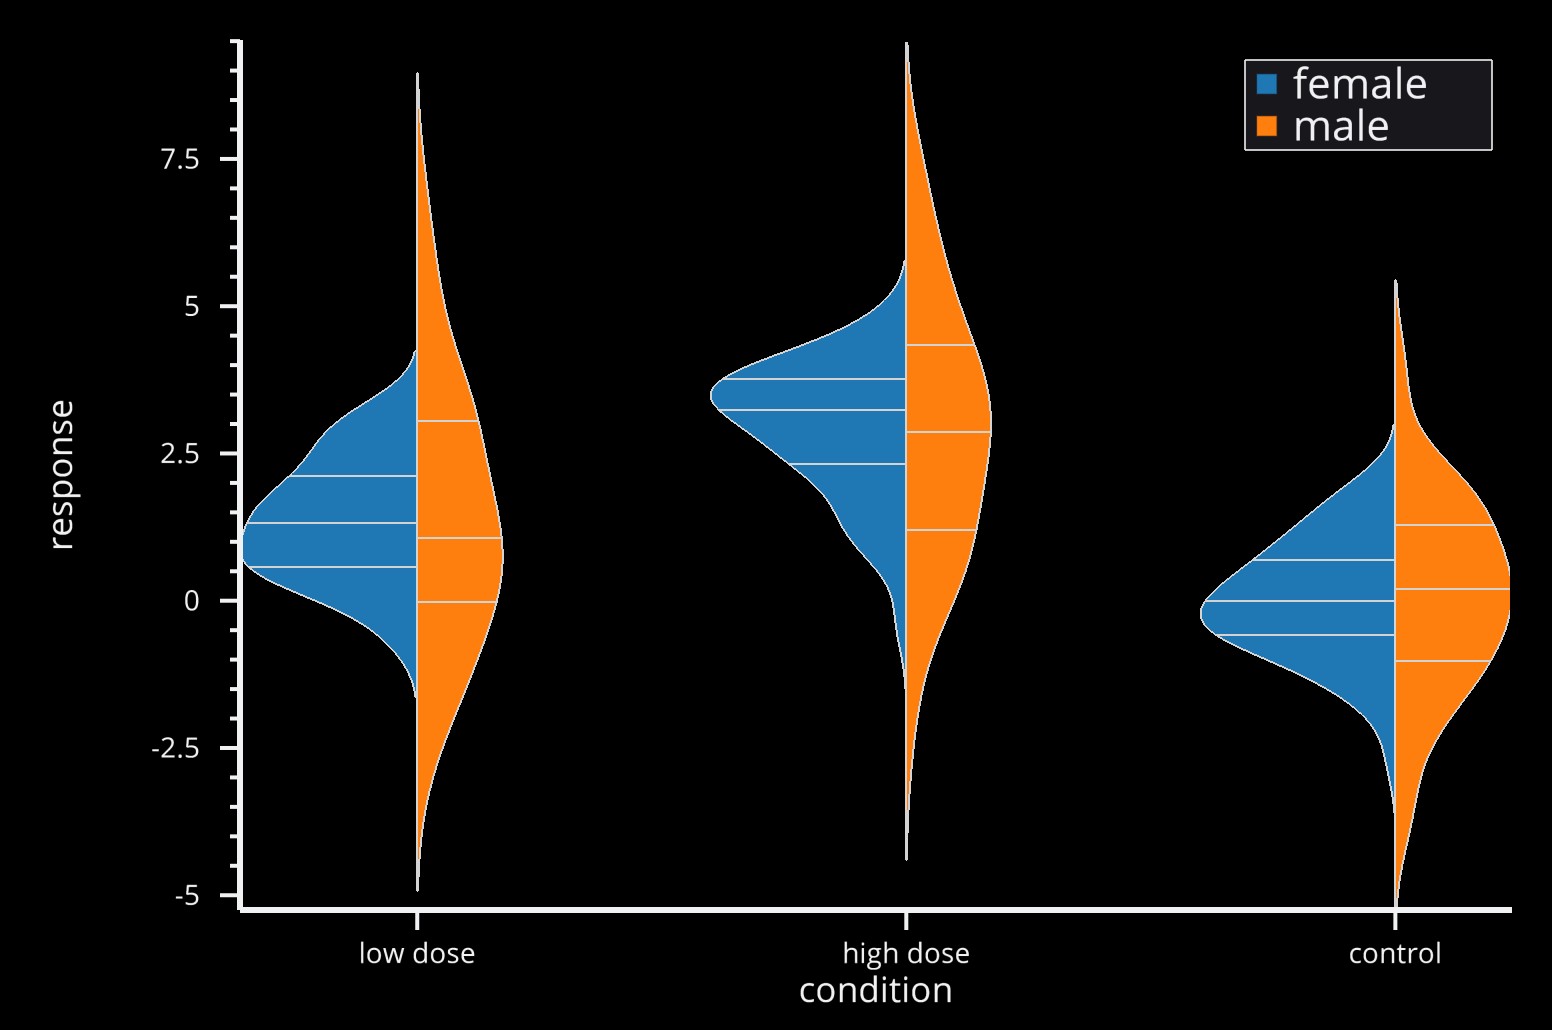 female
male
7.5
5
2.5
0
-2.5
-5
response
low dose
high dose
control
condition